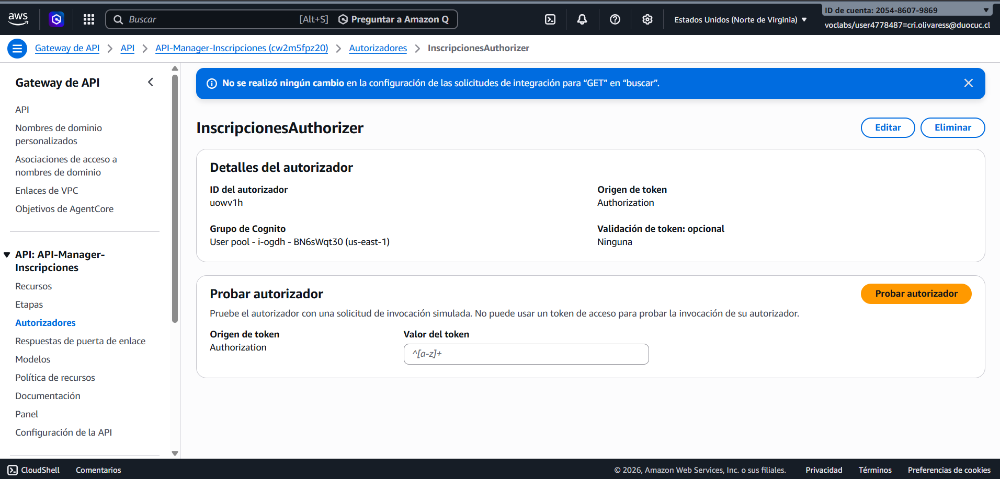 aws
Buscar
[Alt+S]
Preguntar a Amazon Q
Estados Unidos (Norte de Virginia)
ID de cuenta: 2054-8607-9869
voclabs/user4778487=cri.olivaress@duocuc.cl
Gateway de API
API
API-Manager-Inscripciones (cw2m5fpz20)
Autorizadores
InscripcionesAuthorizer
Gateway de API
API
Nombres de dominio
personalizados
Asociaciones de acceso a
nombres de dominio
Enlaces de VPC
Objetivos de AgentCore
API: API-Manager-
Inscripciones
Recursos
Etapas
Autorizadores
Respuestas de puerta de enlace
Modelos
Política de recursos
Documentación
Panel
Configuración de la API
No se realizó ningún cambio en la configuración de las solicitudes de integración para “GET” en “buscar”.
InscripcionesAuthorizer
Editar
Eliminar
Detalles del autorizador
ID del autorizador
uowv1h
Origen de token
Authorization
Grupo de Cognito
User pool - i-ogdh - BN6sWqt30 (us-east-1)
Validación de token: opcional
Ninguna
Probar autorizador
Probar autorizador
Pruebe el autorizador con una solicitud de invocación simulada. No puede usar un token de acceso para probar la invocación de su autorizador.
Origen de token
Authorization
Valor del token
^[a-z]+
CloudShell
Comentarios
© 2026, Amazon Web Services, Inc. o sus filiales.
Privacidad
Términos
Preferencias de cookies